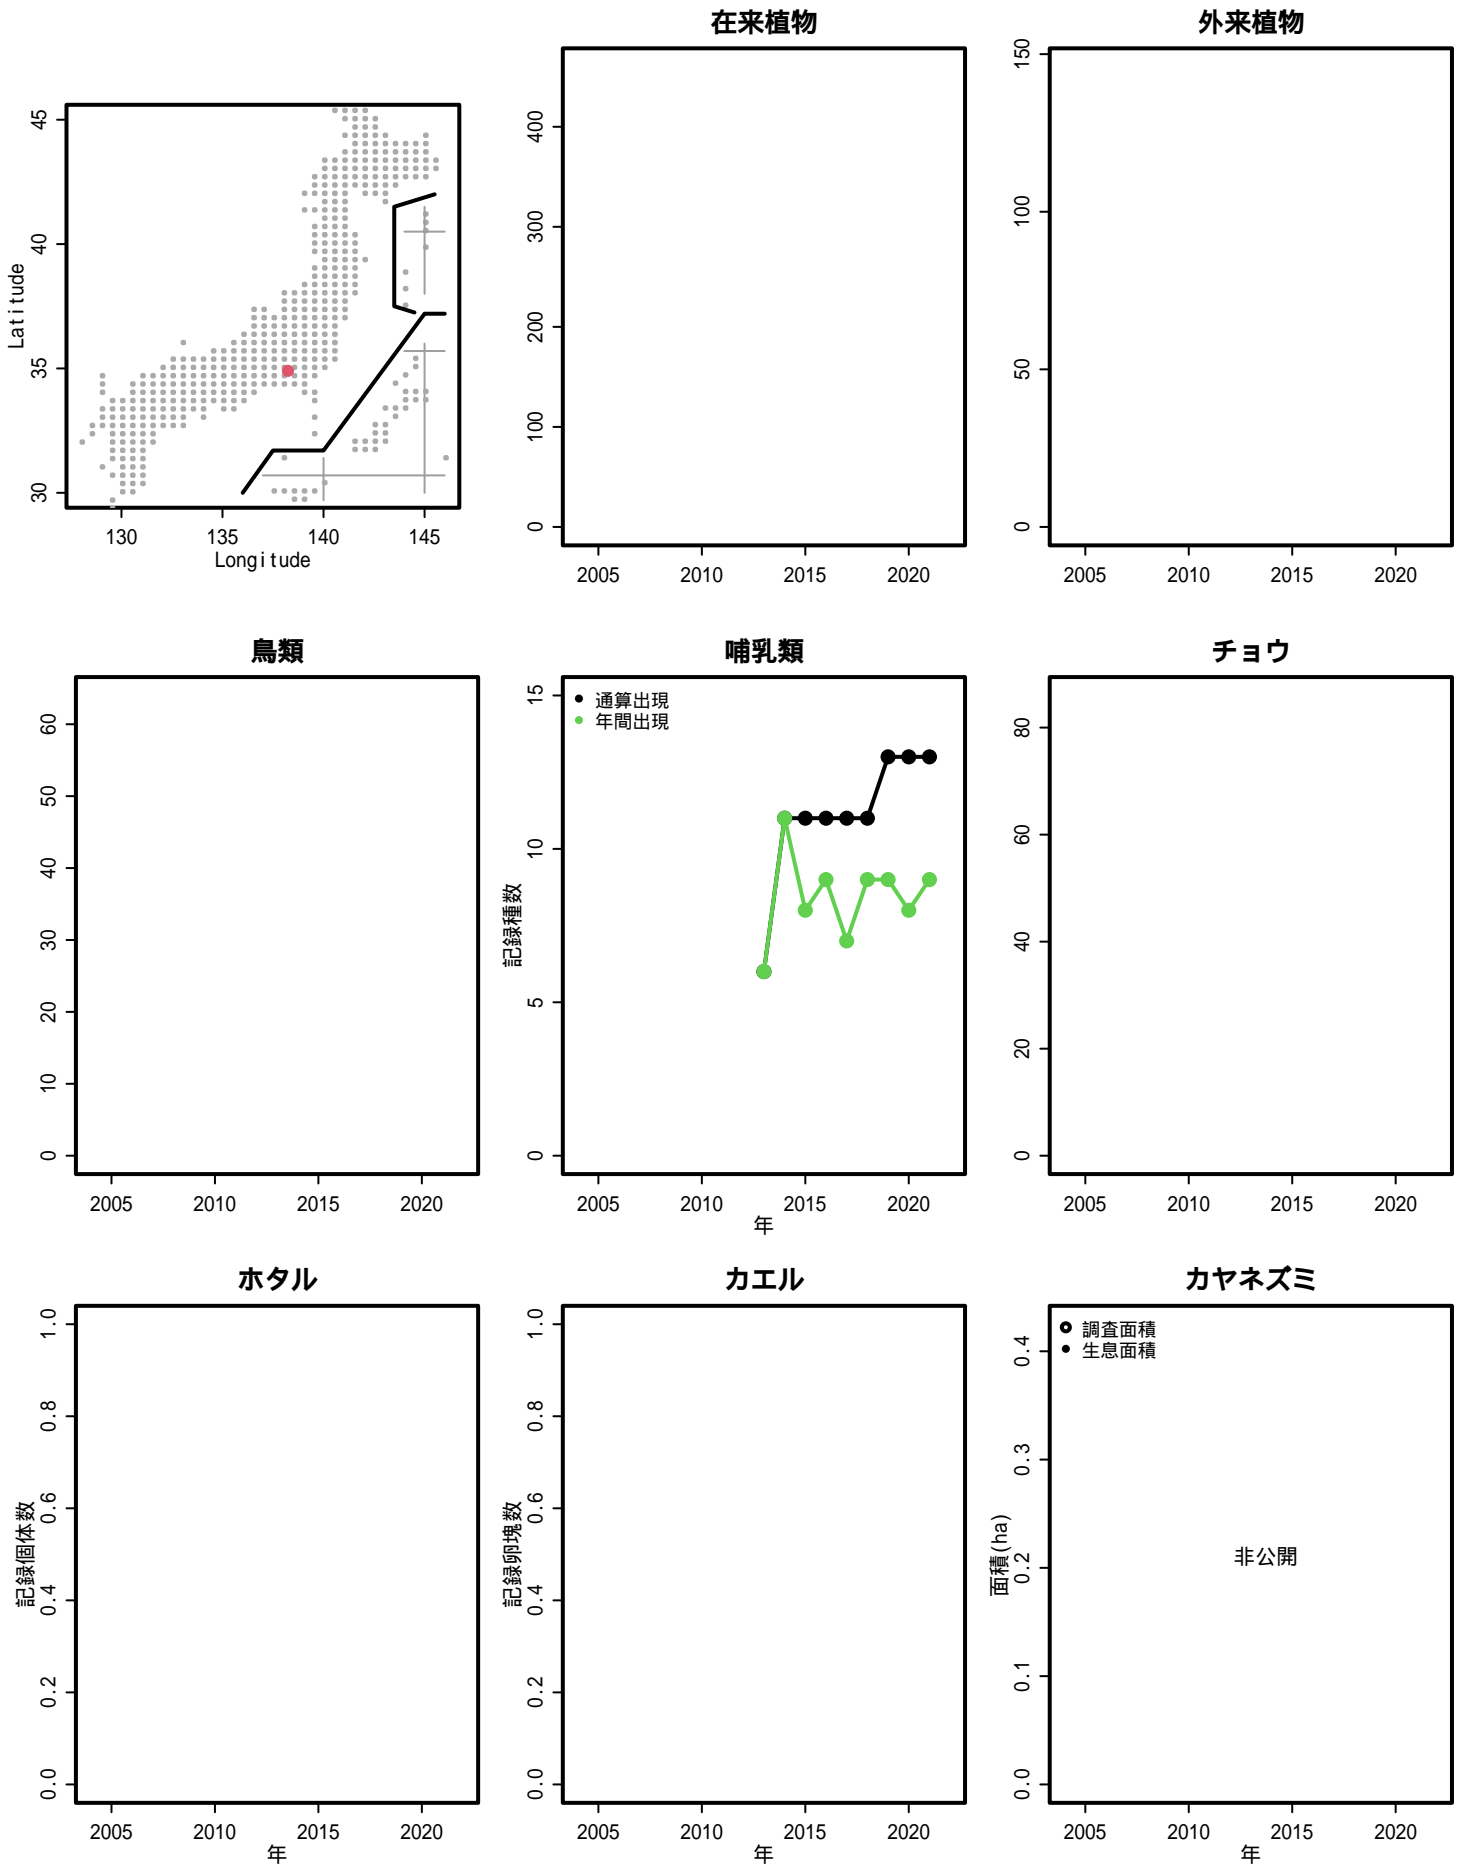 在来植物
外来植物
45
40
35
30
Latitude
130 135 140 145
Longitude
400
300
200
100
0
2005 2010 2015 2020
150
100
50
0
2005 2010 2015 2020
鳥類
哺乳類
チョウ
60
50
40
30
20
10
0
2005 2010 2015 2020
通算出現
年間出現
15
10
5
0
記録種数
2005 2010 2015 2020
年
80
60
40
20
0
2005 2010 2015 2020
ホタル
カエル
カヤネズミ
1.0
0.8
0.6
0.4
0.2
0.0
記録個体数
2005 2010 2015 2020
年
1.0
0.8
0.6
0.4
0.2
0.0
記録卵塊数
2005 2010 2015 2020
年
調査面積
生息面積
0.4
0.3
0.2
0.1
0.0
面積(ha)
非公開
2005 2010 2015 2020
年